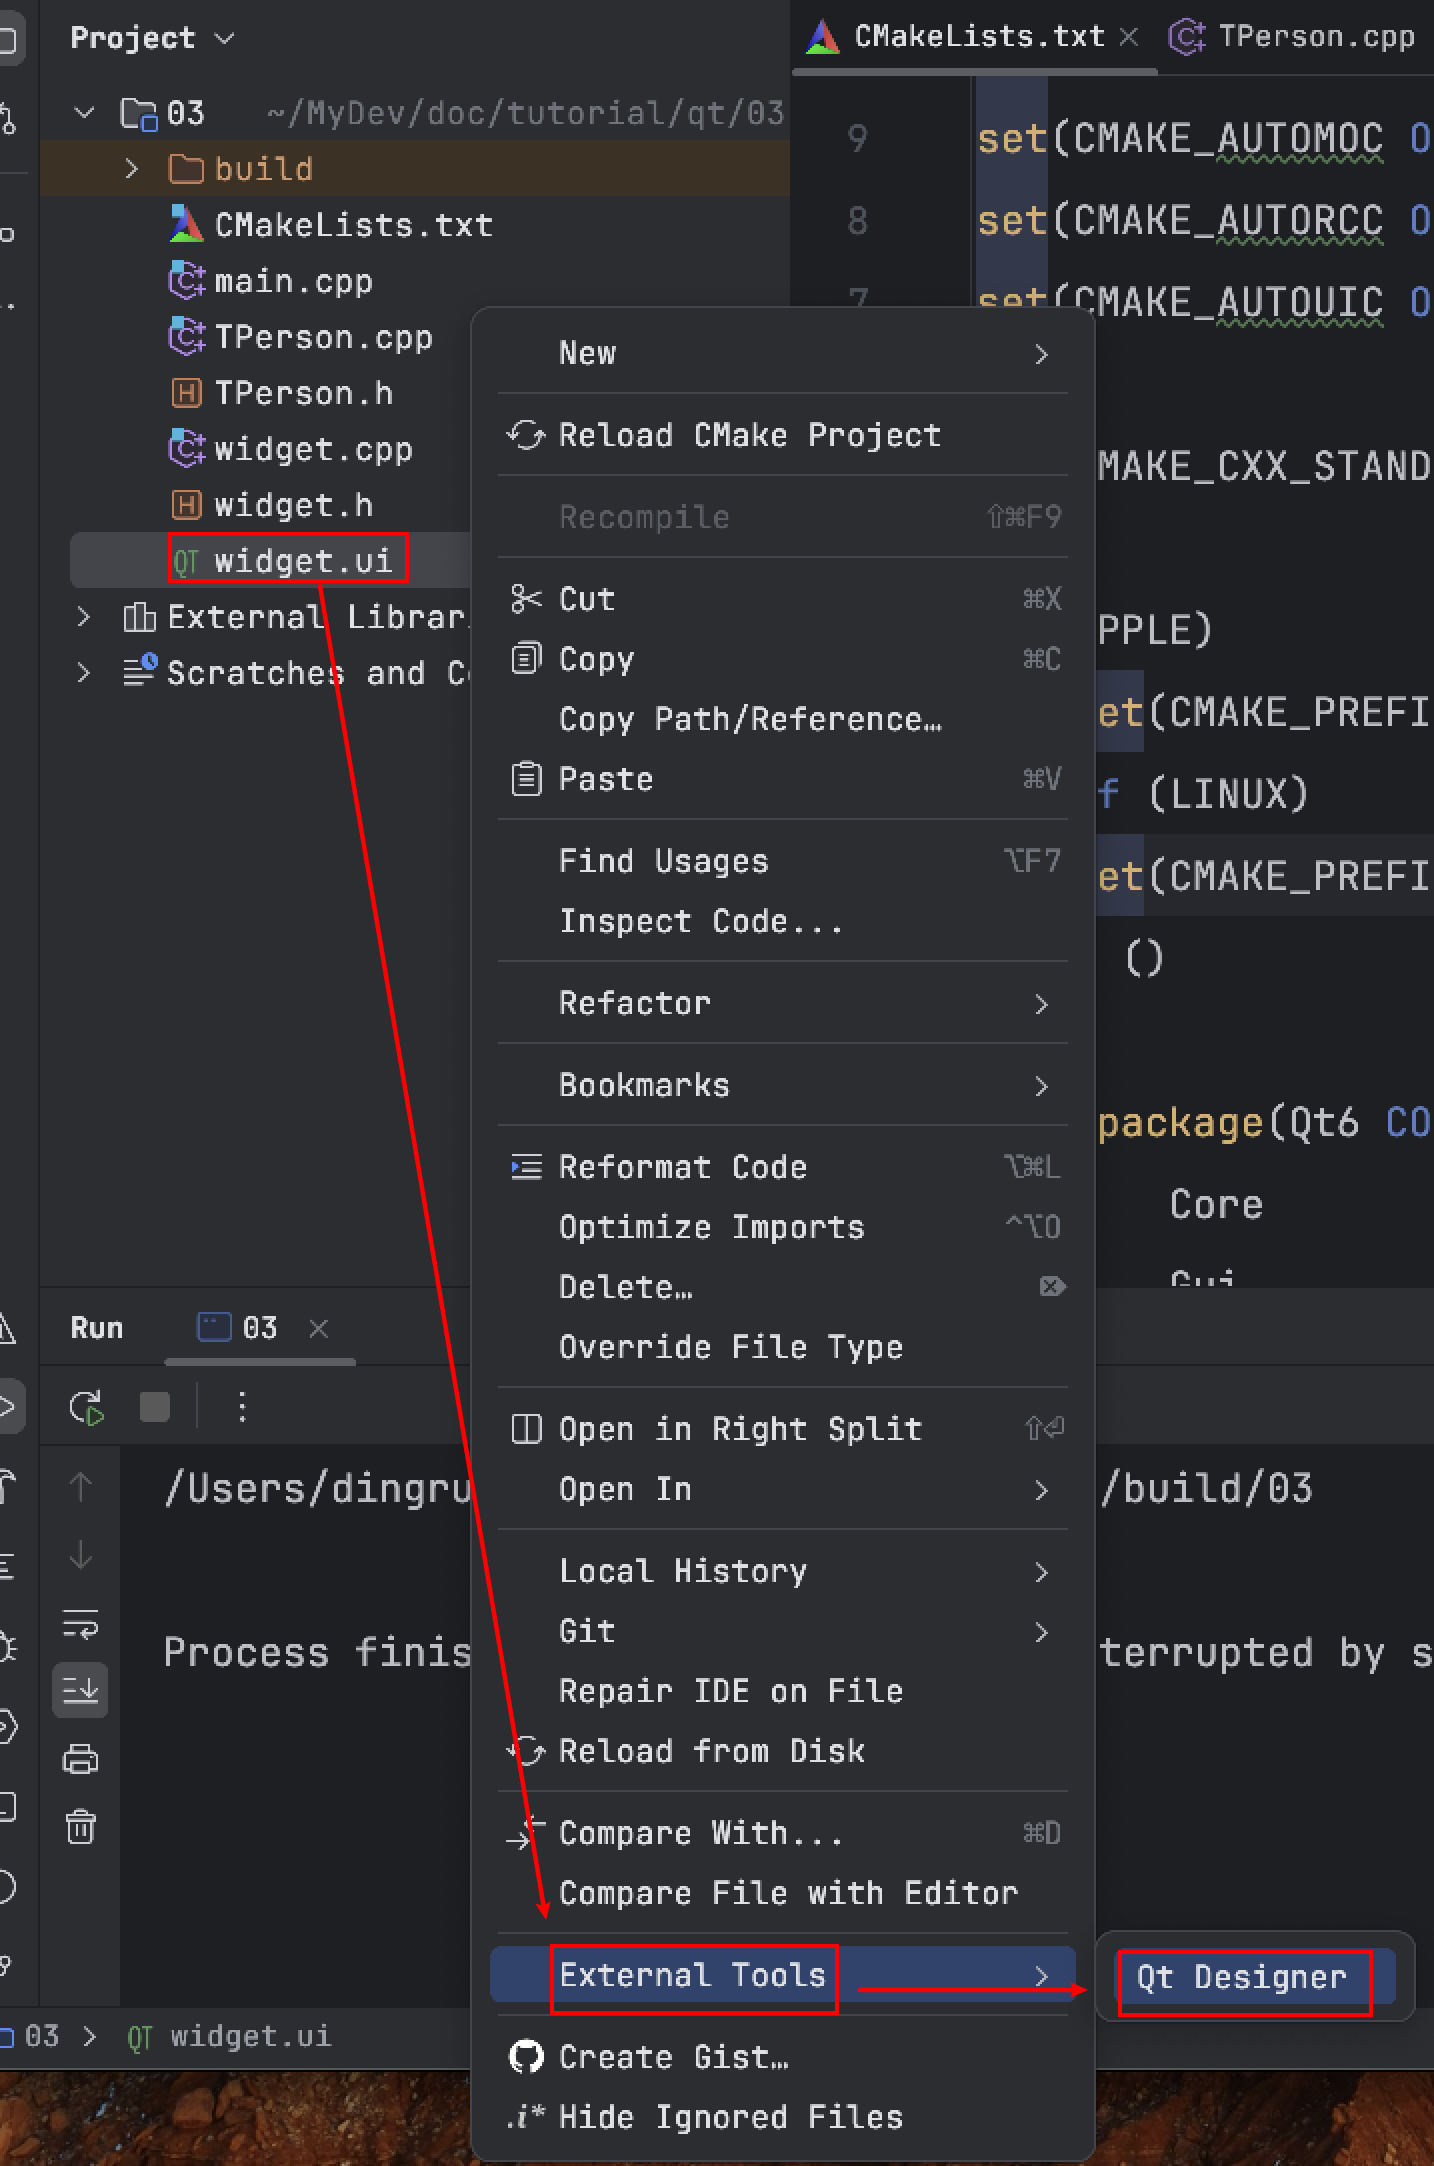 Project
CMakeLists.txt
TPerson.cpp
03 ~/MyDev/doc/tutorial/qt/03
build
CMakeLists.txt
main.cpp
TPerson.cpp
TPerson.h
widget.cpp
widget.h
QT widget.ui
External Librar
Scratches and
9 set(CMAKE_AUTOMOC O
8 set(CMAKE_AUTORCC O
7 set(CMAKE_AUTOUIC O
MAKE_CXX_STAND
PPLE)
et(CMAKE_PREFI
f (LINUX)
et(CMAKE_PREFI
()
package(Qt6 CO
Core
Gui
New
Reload CMake Project
Recompile ⇧⌘F9
Cut ⌘X
Copy ⌘C
Copy Path/Reference…
Paste ⌘V
Find Usages ⌥F7
Inspect Code...
Refactor
Bookmarks
Reformat Code ⌥⌘L
Optimize Imports ^⌥O
Delete… ⌦
Override File Type
Open in Right Split ⇧⏎
Open In
Local History
Git
Repair IDE on File
Reload from Disk
Compare With... ⌘D
Compare File with Editor
External Tools
Qt Designer
Create Gist…
.i* Hide Ignored Files
Run 03
/Users/dingru /build/03
Process finis terrupted by s
03 > QT widget.ui